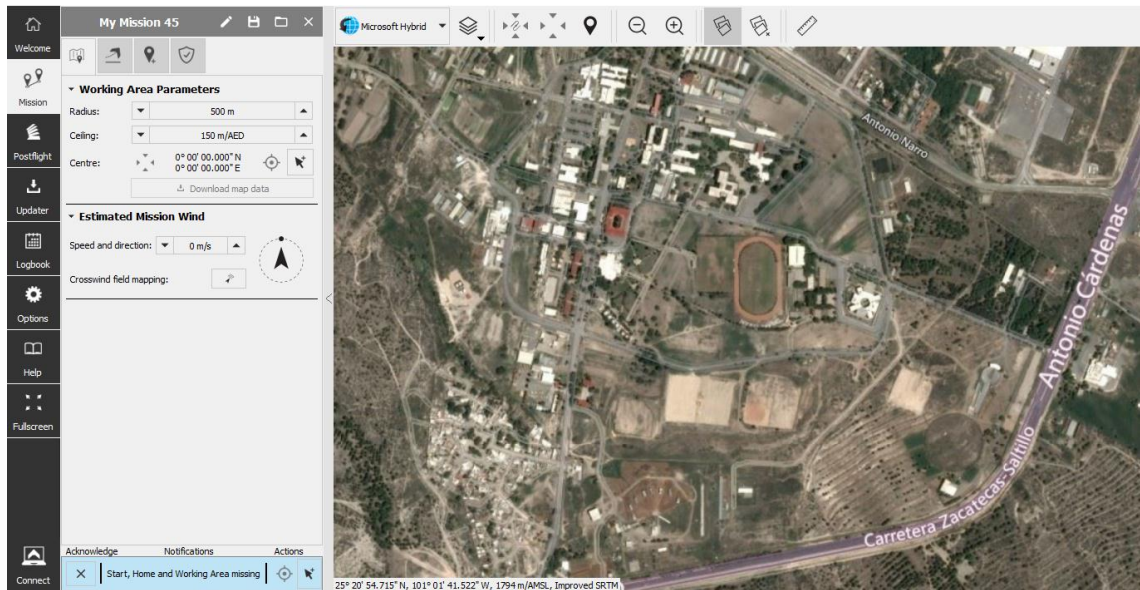 Welcome
Mission
Postflight
Updater
Logbook
Options
Help
Fullscreen
Connect
My Mission 45
Working Area Parameters
Radius: 500 m
Ceiling: 150 m/AED
Centre: 0° 00' 00.000" N
0° 00' 00.000" E
Download map data
Estimated Mission Wind
Speed and direction: 0 m/s
Crosswind field mapping:
Acknowledge Notifications Actions
Start, Home and Working Area missing
Microsoft Hybrid
Antonio Narro
Antonio Cárdenas
Carretera Zacatecas-Saltillo
25° 20' 54.715" N, 101° 01' 41.522" W, 1794 m/AMSL, Improved SRTM